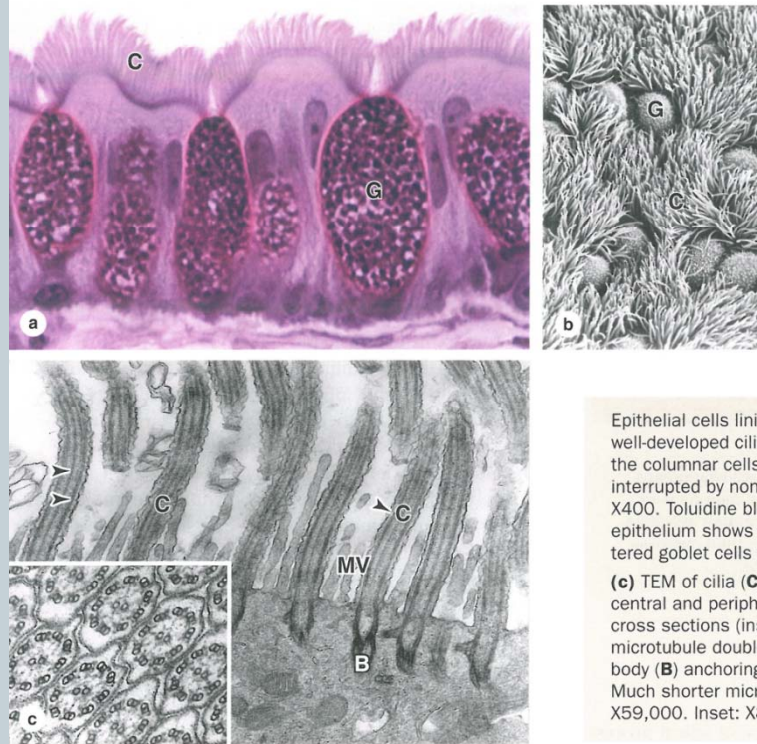 C
G
a
G
C
b
C
C
MV
B
c
Epithelial cells lini
well-developed cili
the columnar cells
interrupted by non
X400. Toluidine bl
epithelium shows
tered goblet cells
(c) TEM of cilia (C
central and periph
cross sections (ins
microtubule doubl
body (B) anchoring
Much shorter micr
X59,000. Inset: X